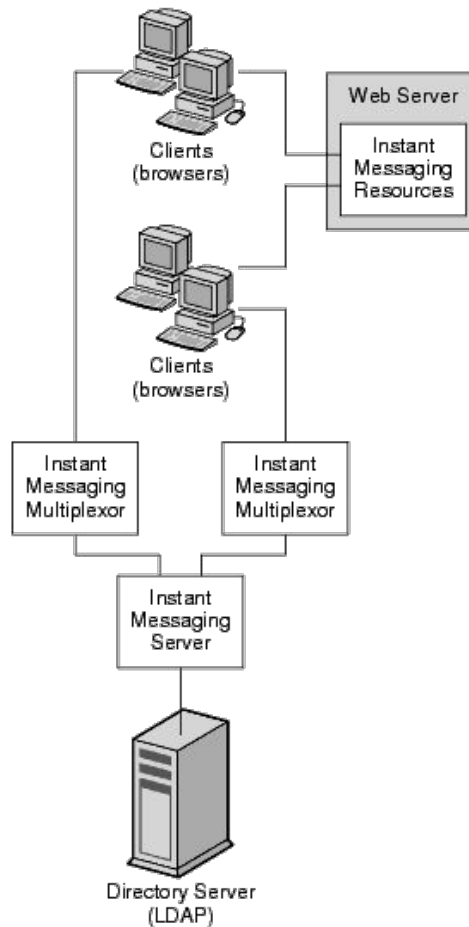 Web Server
Instant
Messaging
Resources
Clients
(browsers)
Clients
(browsers)
Instant
Messaging
Multiplexor
Instant
Messaging
Multiplexor
Instant
Messaging
Server
Directory Server
(LDAP)